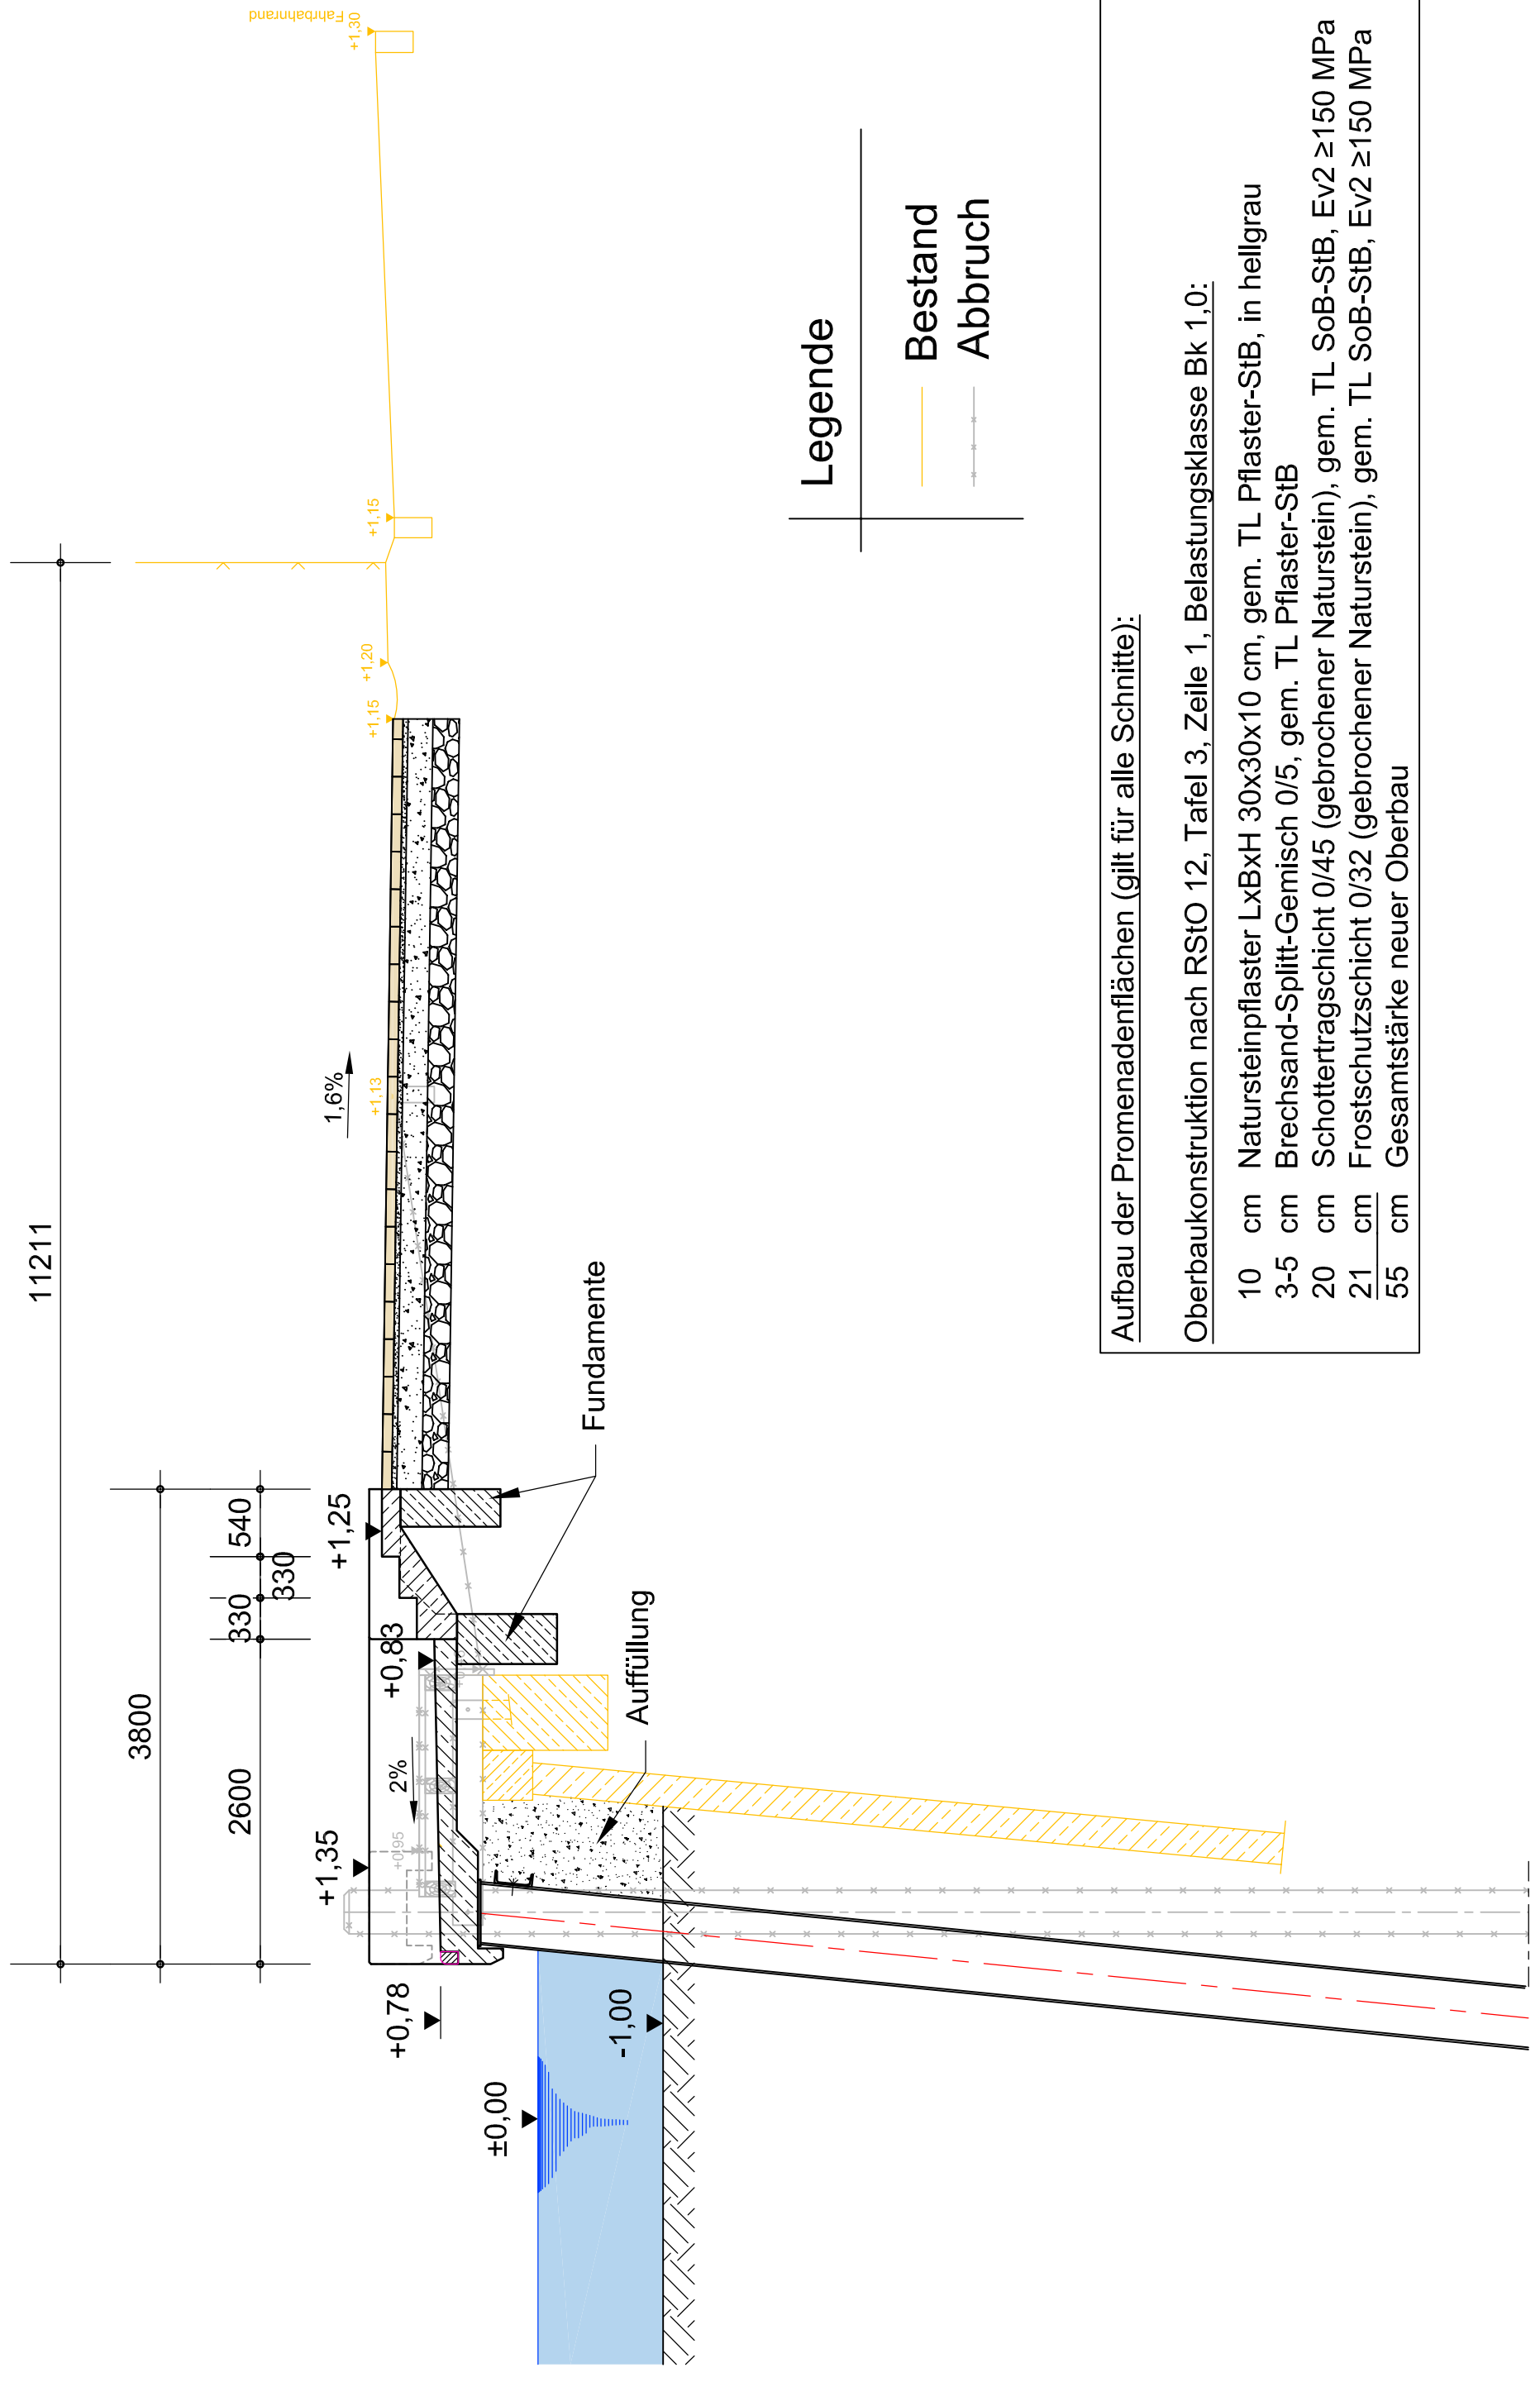 11211
3800
2600
330
330
540
+1,35
+0,83
+1,25
2%
1,6%
+0,95
+1,13
+1,15
+1,20
+1,15
+1,30
Fahrbahnrand
+0,78
±0,00
-1,00
Auffüllung
Fundamente
Legende
Bestand
Abbruch
Aufbau der Promenadenflächen (gilt für alle Schnitte):
Oberbaukonstruktion nach RStO 12, Tafel 3, Zeile 1, Belastungsklasse Bk 1,0:
10 cm Natursteinpflaster LxBxH 30x30x10 cm, gem. TL Pflaster-StB, in hellgrau
3-5 cm Brechsand-Splitt-Gemisch 0/5, gem. TL Pflaster-StB
20 cm Schottertragschicht 0/45 (gebrochener Naturstein), gem. TL SoB-StB, Ev2 ≥150 MPa
21 cm Frostschutzschicht 0/32 (gebrochener Naturstein), gem. TL SoB-StB, Ev2 ≥150 MPa
55 cm Gesamtstärke neuer Oberbau